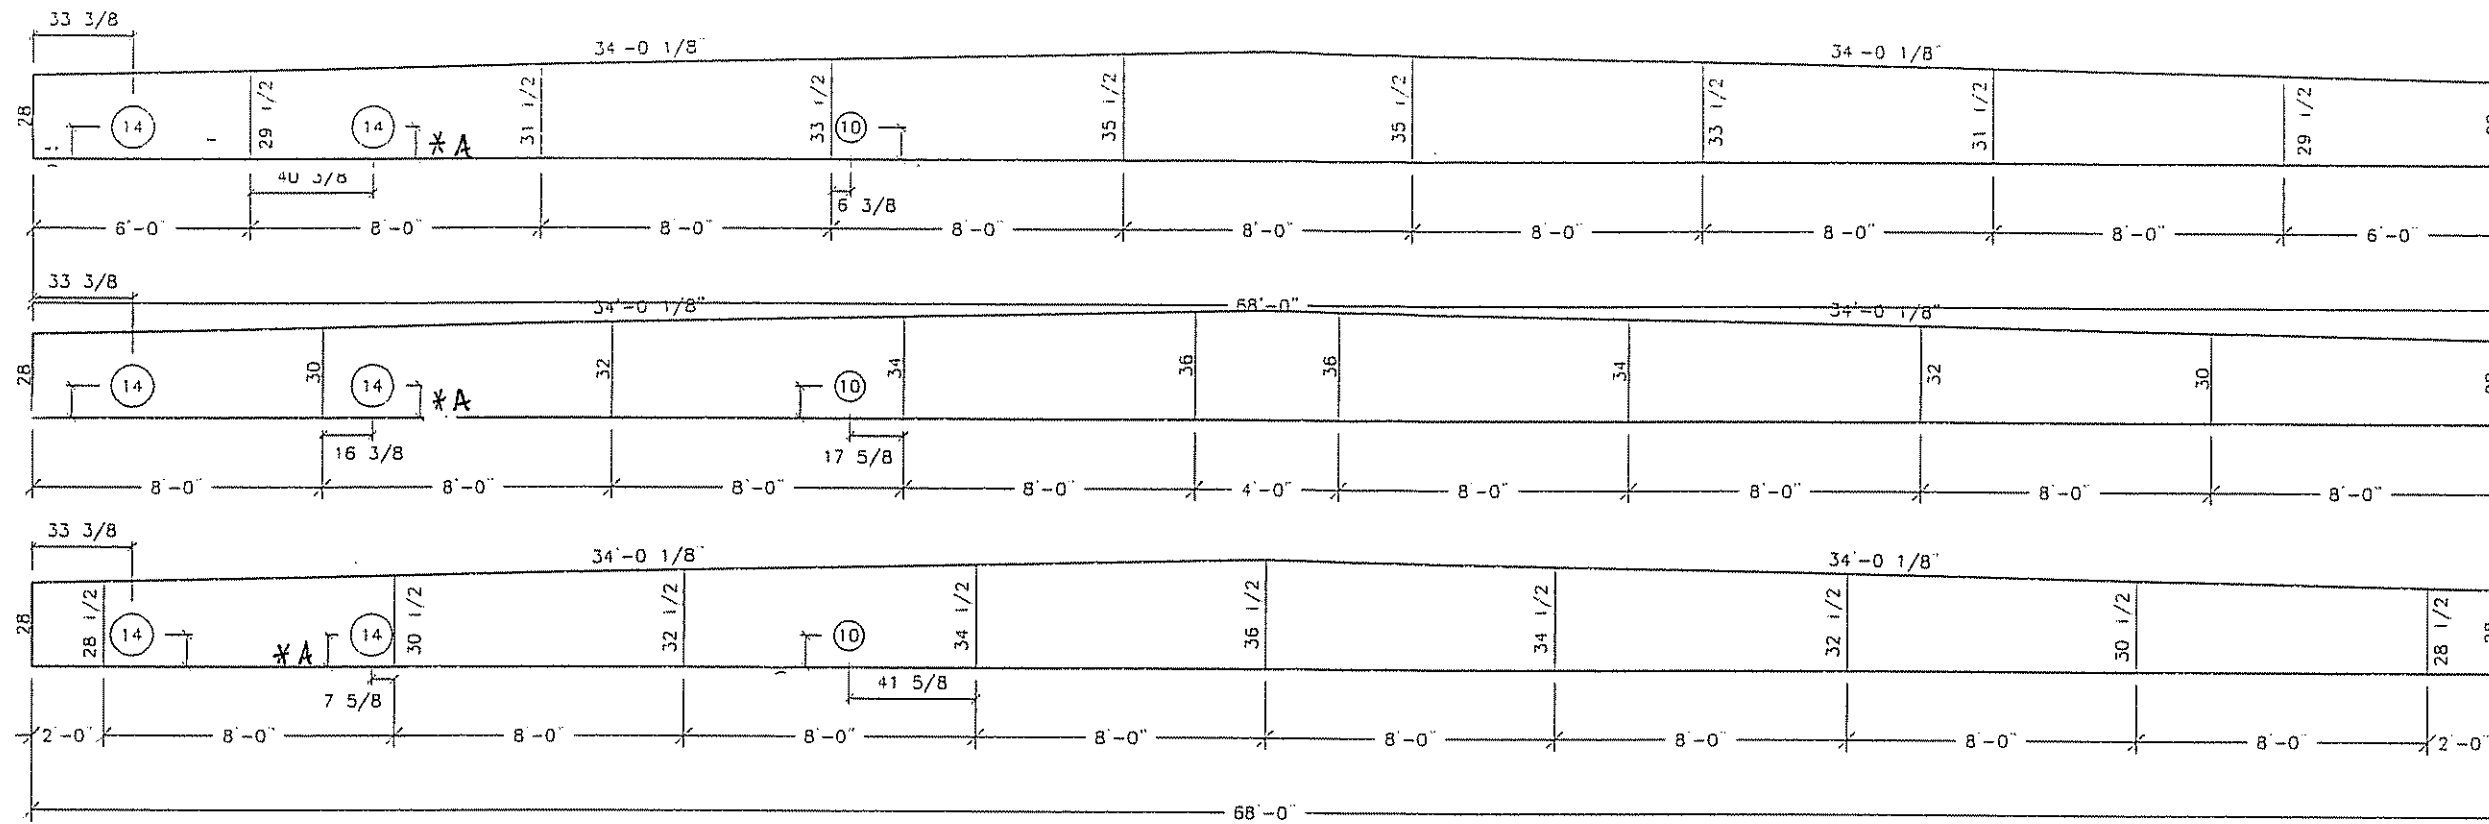 33 3/8
34 -0 1/8" 34 -0 1/8"
28 14 29 1/2 14 *A 31 1/2 33 1/2 10 35 1/2 35 1/2 33 1/2 31 1/2 29 1/2
40 3/8 6 3/8
6'-0" 8'-0" 8'-0" 8'-0" 8'-0" 8'-0" 8'-0" 8'-0" 6'-0"
33 3/8
34'-0 1/8" 68'-0" 34'-0 1/8"
28 14 30 14 *A 32 10 34 36 36 34 32 30
16 3/8 17 5/8
8'-0" 8'-0" 8'-0" 8'-0" 4'-0" 8'-0" 8'-0" 8'-0" 8'-0"
33 3/8
34'-0 1/8" 34'-0 1/8"
28 28 1/2 14 *A 14 30 1/2 32 1/2 10 34 1/2 36 1/2 34 1/2 32 1/2 30 1/2 28 1/2
7 5/8 41 5/8
2'-0" 8'-0" 8'-0" 8'-0" 8'-0" 8'-0" 8'-0" 8'-0" 8'-0" 2'-0"
68'-0"